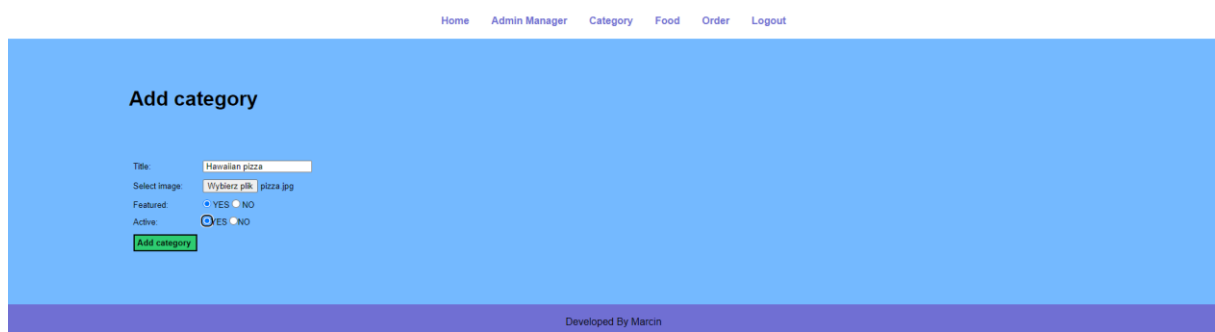 Home Admin Manager Category Food Order Logout
Add category
Title: Hawaiian pizza
Select image: Wybierz plik pizza.jpg
Featured: YES NO
Active: YES NO
Add category
Developed By Marcin